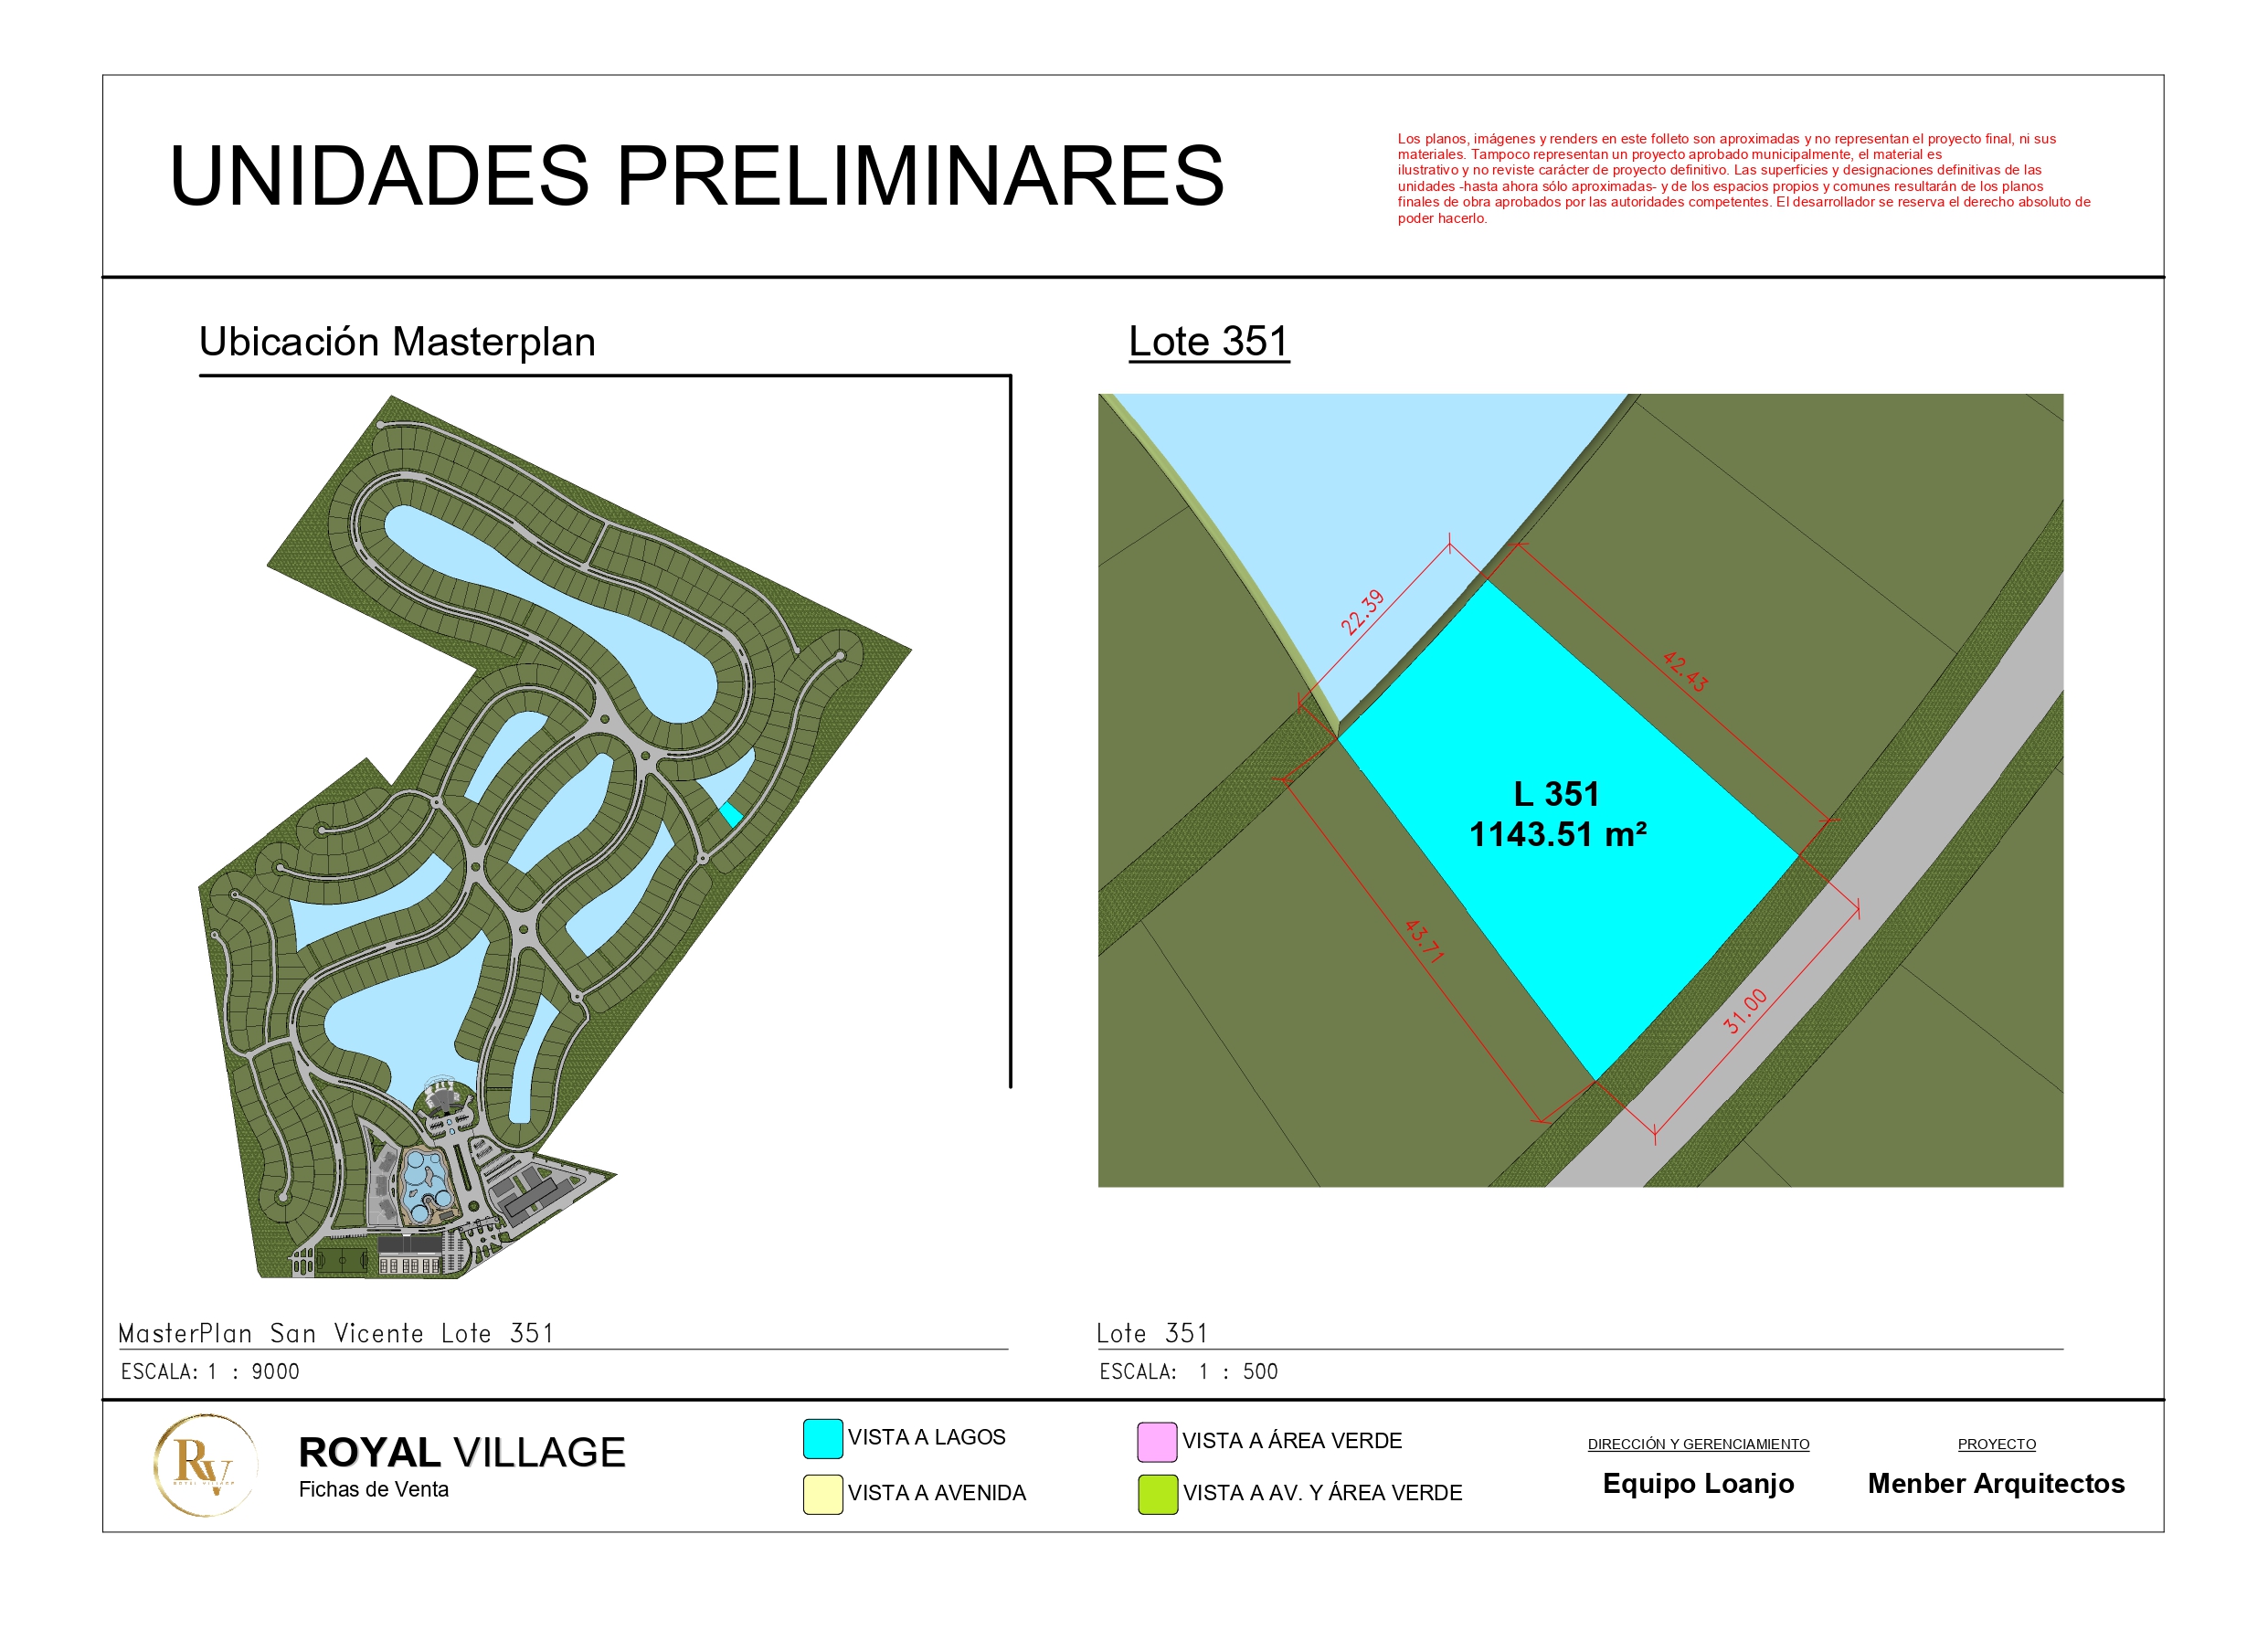 UNIDADES PRELIMINARES
Los planos, imágenes y renders en este folleto son aproximadas y no representan el proyecto final, ni sus
materiales. Tampoco representan un proyecto aprobado municipalmente, el material es
ilustrativo y no reviste carácter de proyecto definitivo. Las superficies y designaciones definitivas de las
unidades -hasta ahora sólo aproximadas- y de los espacios propios y comunes resultarán de los planos
finales de obra aprobados por las autoridades competentes. El desarrollador se reserva el derecho absoluto de
poder hacerlo.
Ubicación Masterplan
Lote 351
22.39
42.43
L 351
1143.51 m²
43.71
31.00
MasterPlan San Vicente Lote 351
ESCALA: 1 : 9000
Lote 351
ESCALA: 1 : 500
RV
ROYAL VILLAGE
ROYAL VILLAGE
Fichas de Venta
VISTA A LAGOS
VISTA A AVENIDA
VISTA A ÁREA VERDE
VISTA A AV. Y ÁREA VERDE
DIRECCIÓN Y GERENCIAMIENTO
Equipo Loanjo
PROYECTO
Menber Arquitectos